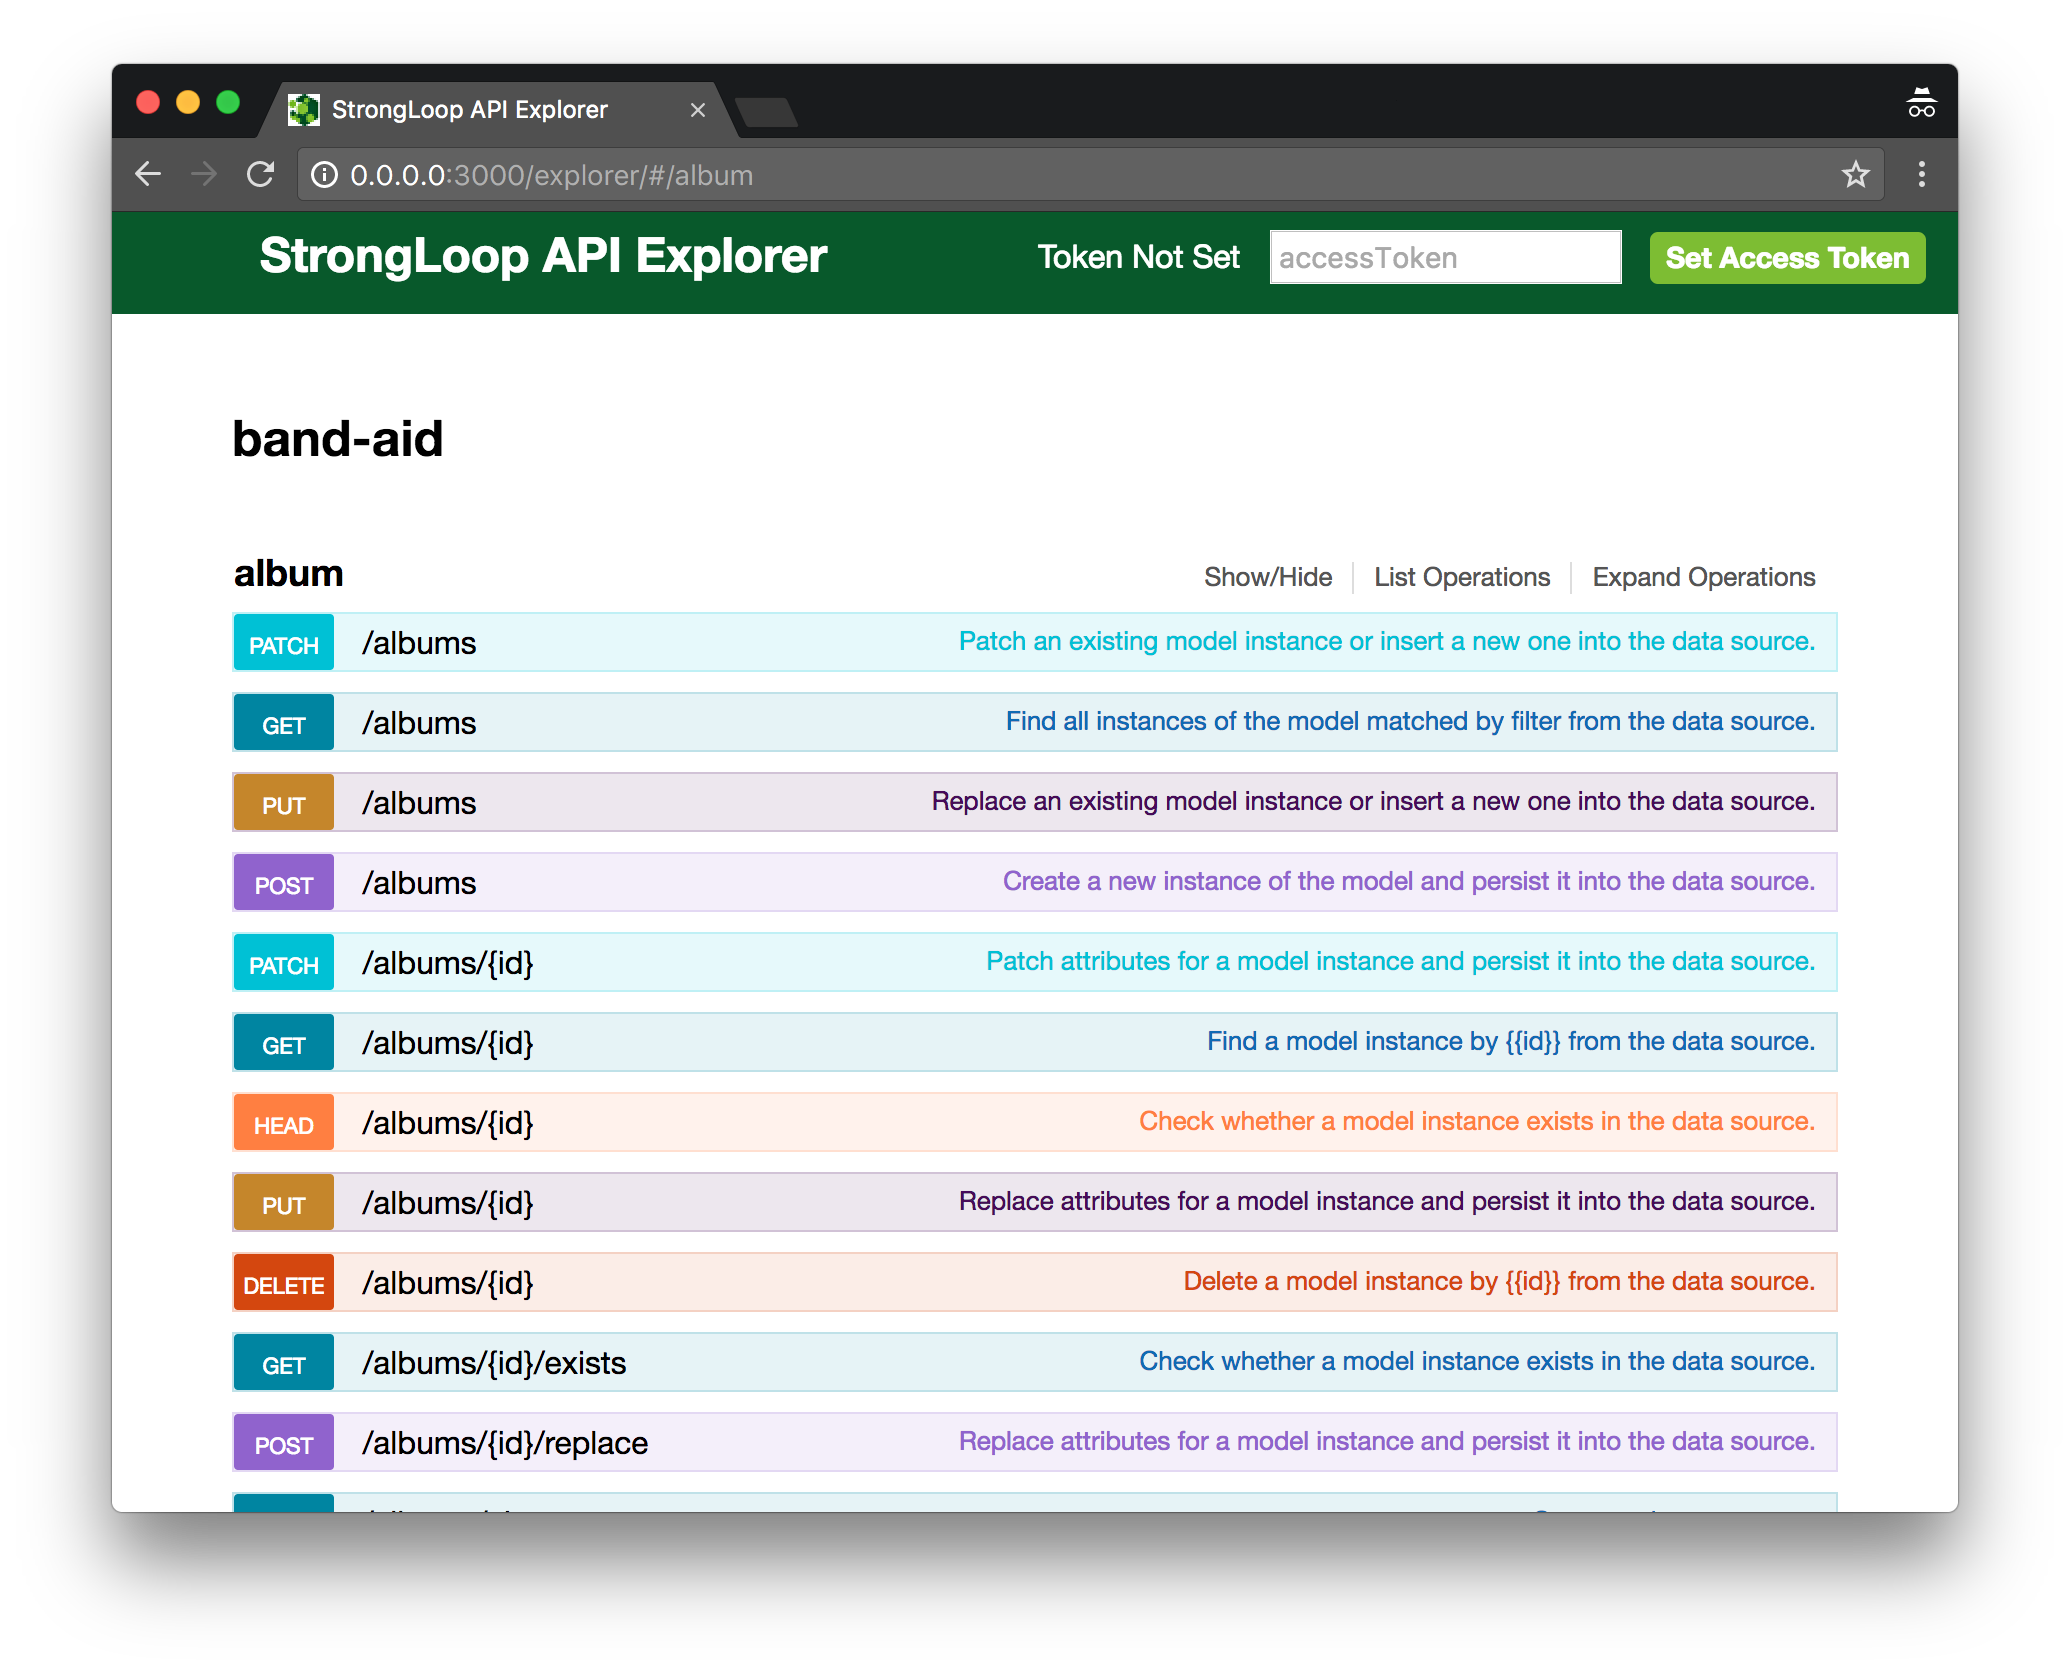 StrongLoop API Explorer
0.0.0.0:3000/explorer/#/album
StrongLoop API Explorer Token Not Set accessToken Set Access Token
band-aid
album Show/Hide List Operations Expand Operations
PATCH /albums Patch an existing model instance or insert a new one into the data source.
GET /albums Find all instances of the model matched by filter from the data source.
PUT /albums Replace an existing model instance or insert a new one into the data source.
POST /albums Create a new instance of the model and persist it into the data source.
PATCH /albums/{id} Patch attributes for a model instance and persist it into the data source.
GET /albums/{id} Find a model instance by {{id}} from the data source.
HEAD /albums/{id} Check whether a model instance exists in the data source.
PUT /albums/{id} Replace attributes for a model instance and persist it into the data source.
DELETE /albums/{id} Delete a model instance by {{id}} from the data source.
GET /albums/{id}/exists Check whether a model instance exists in the data source.
POST /albums/{id}/replace Replace attributes for a model instance and persist it into the data source.